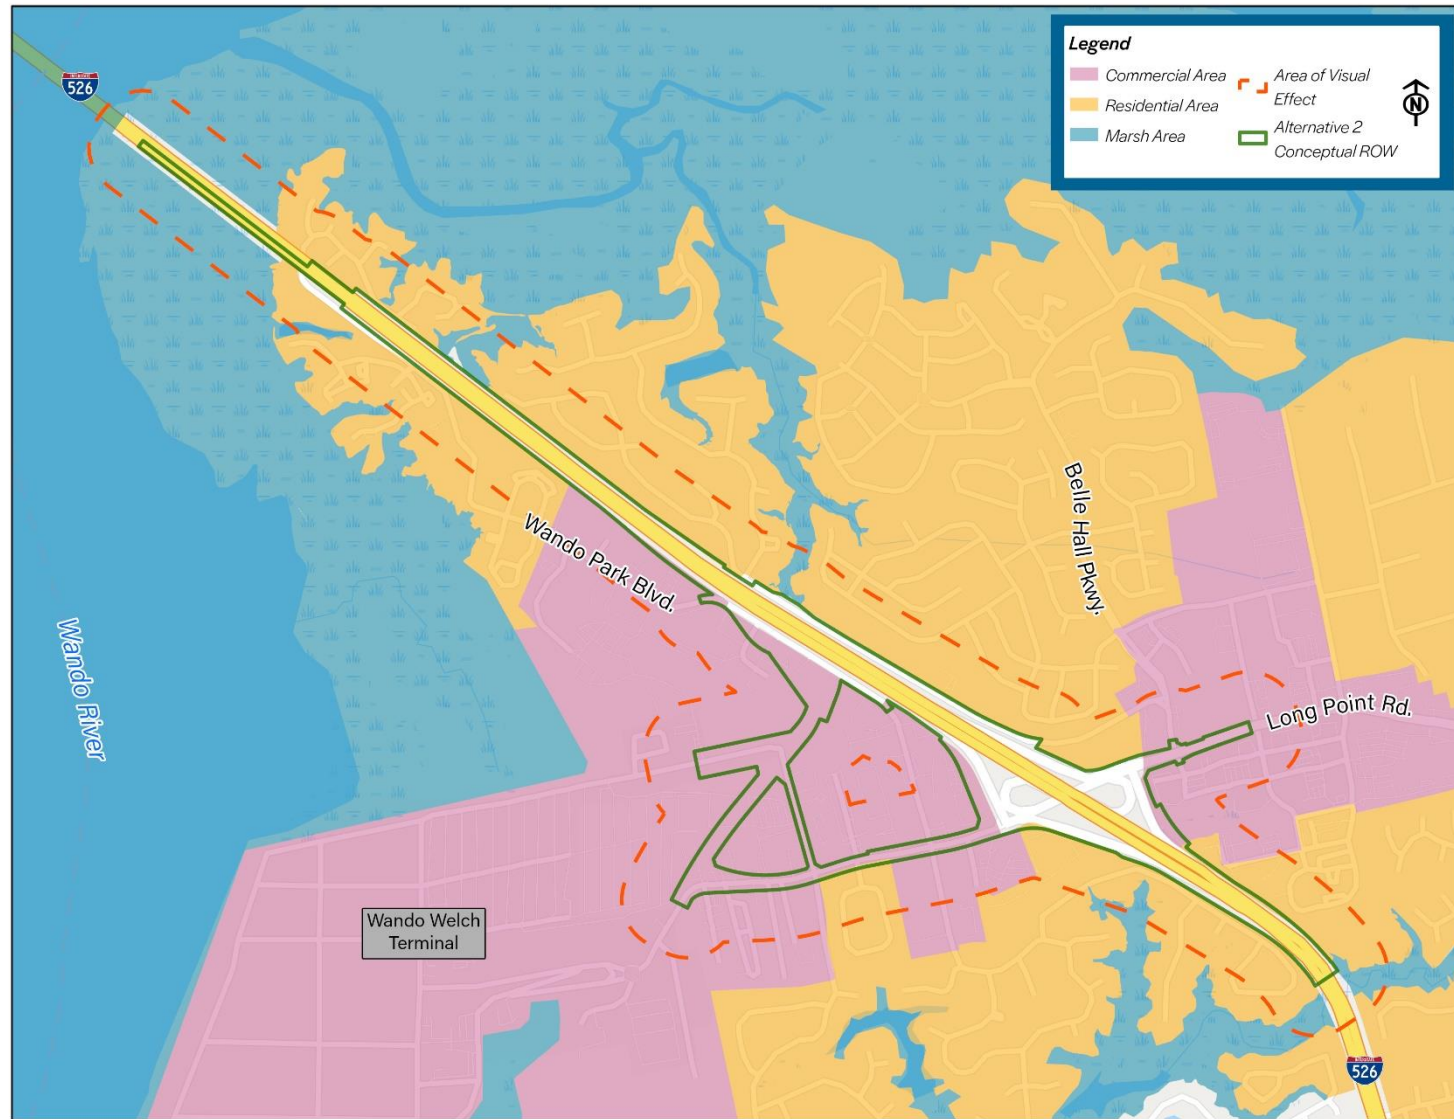 Legend
Commercial Area
Residential Area
Marsh Area
Area of Visual
Effect
Alternative 2
Conceptual ROW
N
526
Belle Hall Pkwy.
Wando Park Blvd.
Wando River
Long Point Rd.
Wando Welch
Terminal
526